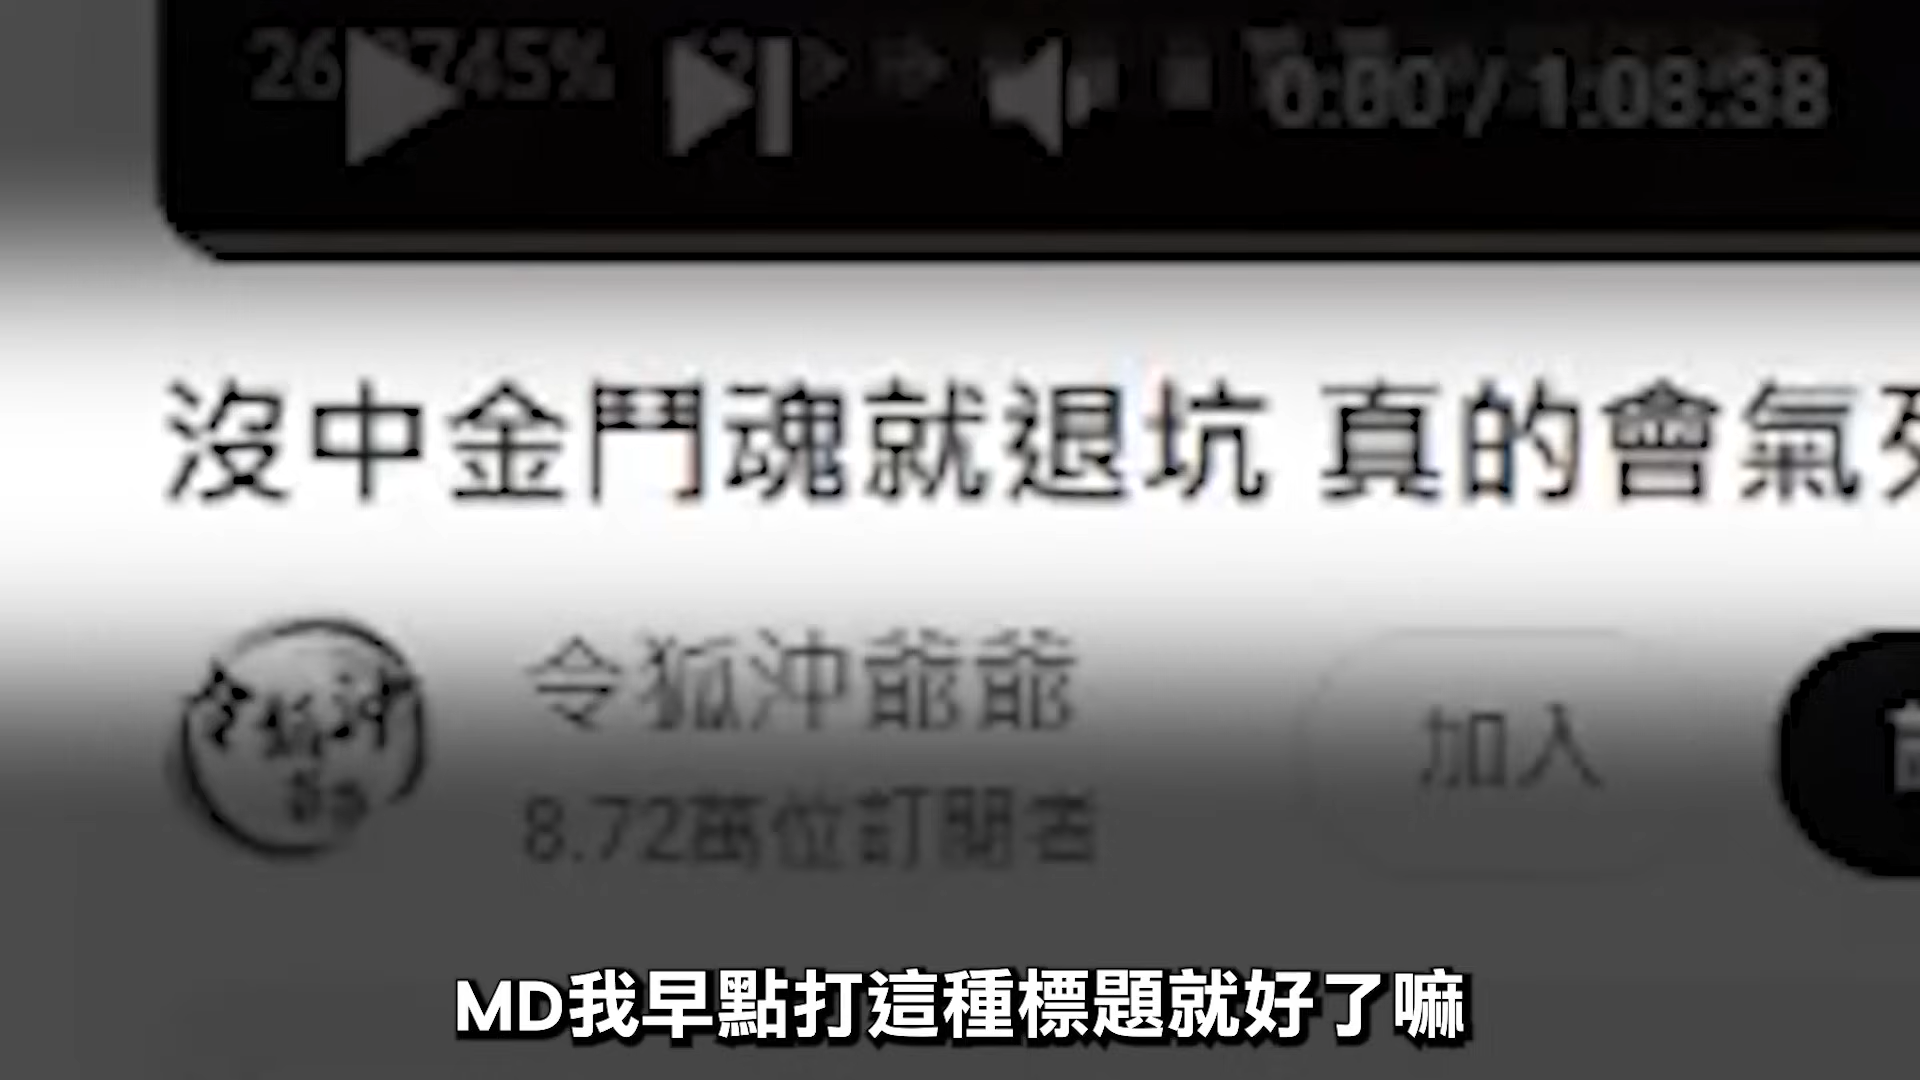 0:00 / 1:08:38
沒中金鬥魂就退坑 真的會氣死
令狐沖爺爺
加入
8.72萬位訂閱者
MD我早點打這種標題就好了嘛